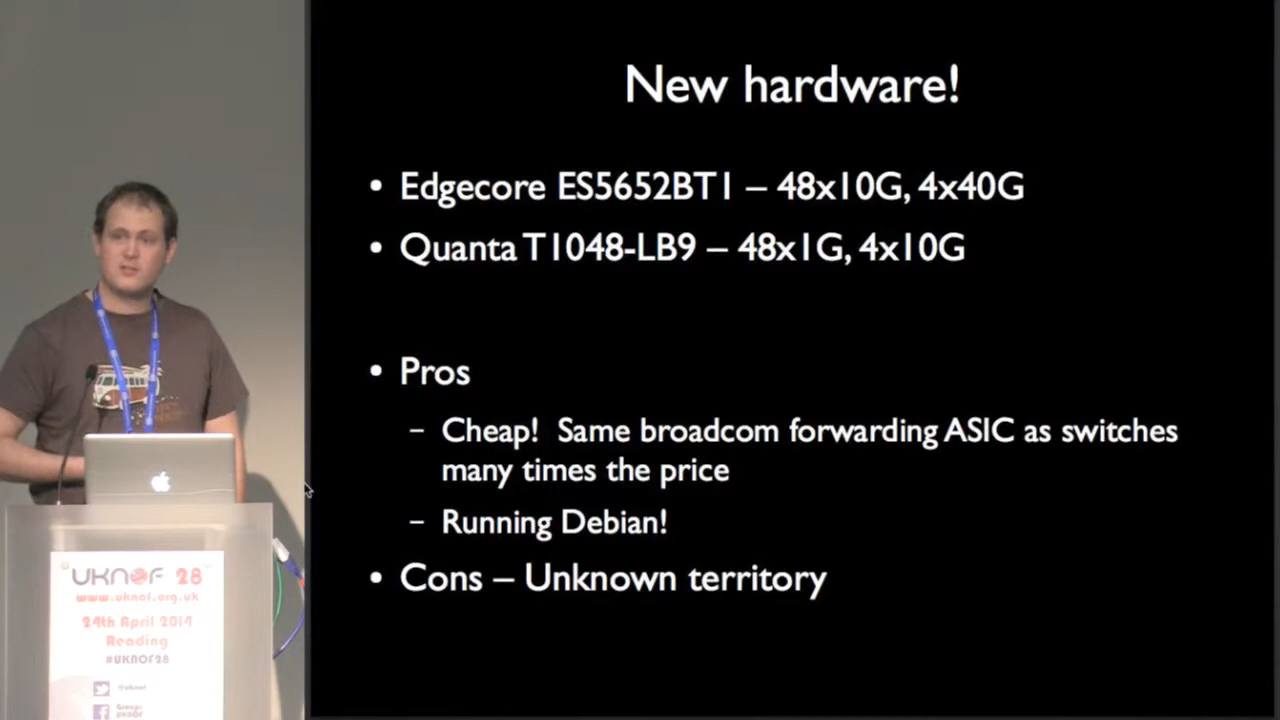 New hardware!
• Edgecore ES5652BT1 – 48x10G, 4x40G
• Quanta T1048-LB9 – 48x1G, 4x10G
• Pros
– Cheap! Same broadcom forwarding ASIC as switches
many times the price
– Running Debian!
• Cons – Unknown territory
UKNOF 28
www.uknof.org.uk
24th April 2014
Reading
#UKNOF28
@uknof
UKNOF